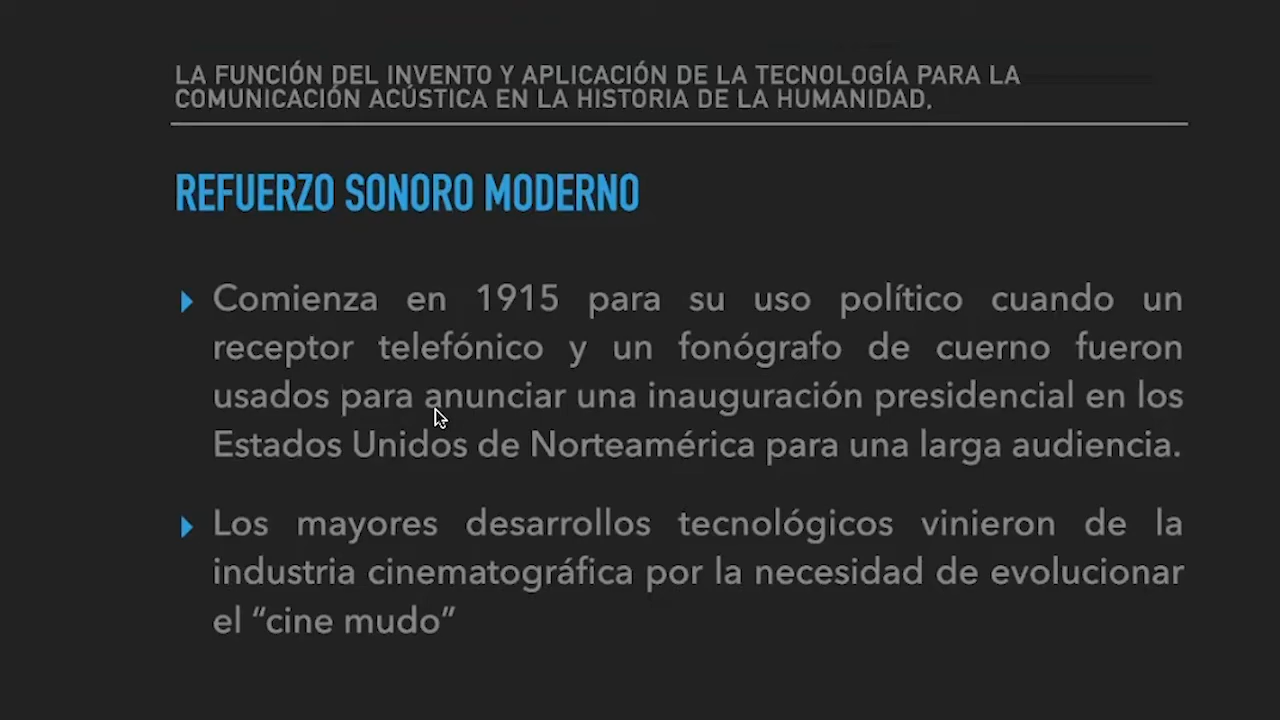 LA FUNCIÓN DEL INVENTO Y APLICACIÓN DE LA TECNOLOGÍA PARA LA
COMUNICACIÓN ACÚSTICA EN LA HISTORIA DE LA HUMANIDAD.
REFUERZO SONORO MODERNO
Comienza en 1915 para su uso político cuando un
receptor telefónico y un fonógrafo de cuerno fueron
usados para anunciar una inauguración presidencial en los
Estados Unidos de Norteamérica para una larga audiencia.
Los mayores desarrollos tecnológicos vinieron de la
industria cinematográfica por la necesidad de evolucionar
el “cine mudo”